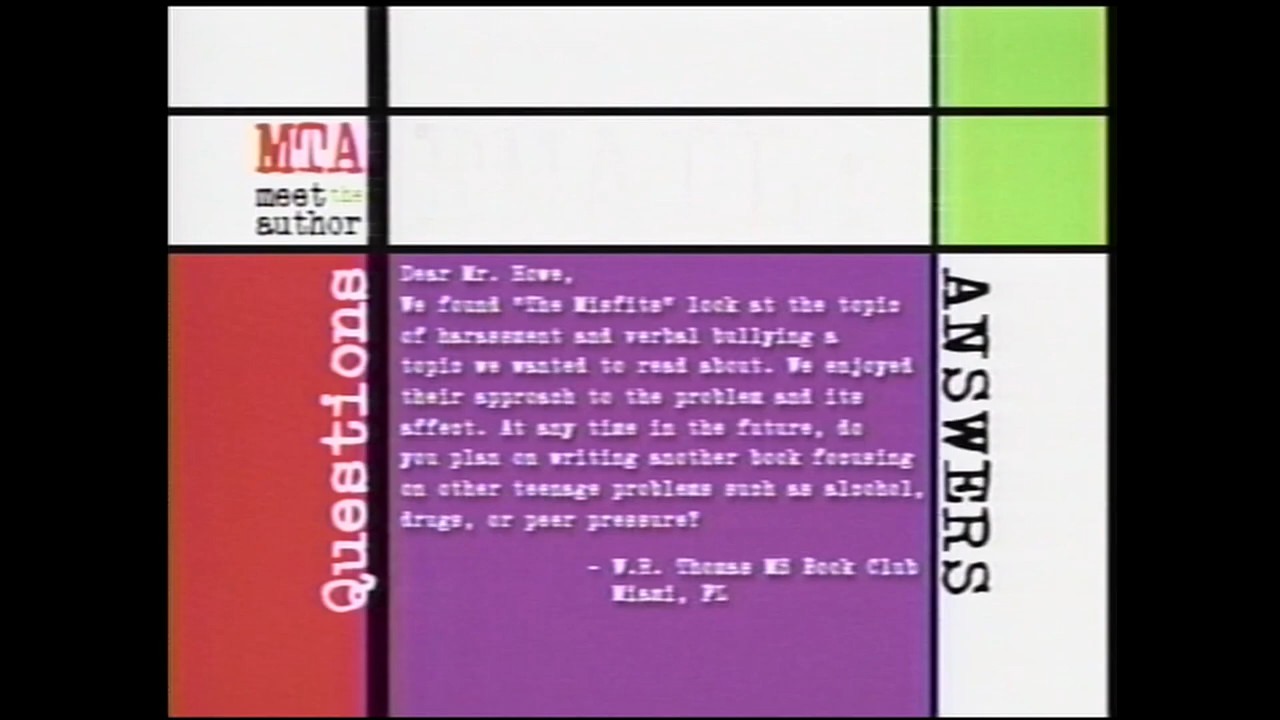 MTA
meet the
author
Questions
Dear Mr. Howe,
We found "The Misfits" look at the topic
of harassment and verbal bullying a
topic we wanted to read about. We enjoyed
their approach to the problem and its
affect. At any time in the future, do
you plan on writing another book focusing
on other teenage problems such as alcohol,
drugs, or peer pressure?
- W.R. Thomas MS Book Club
Miami, FL
ANSWERS